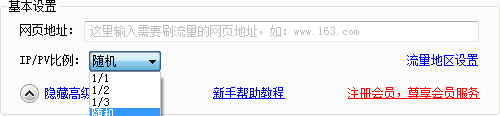 基本设置
网页地址： 这里输入需要刷流量的网页地址，如：www.163.com
IP/PV比例： 随机 流量地区设置
1/1
1/2
1/3
隐藏高级 新手帮助教程 注册会员，尊享会员服务
随机